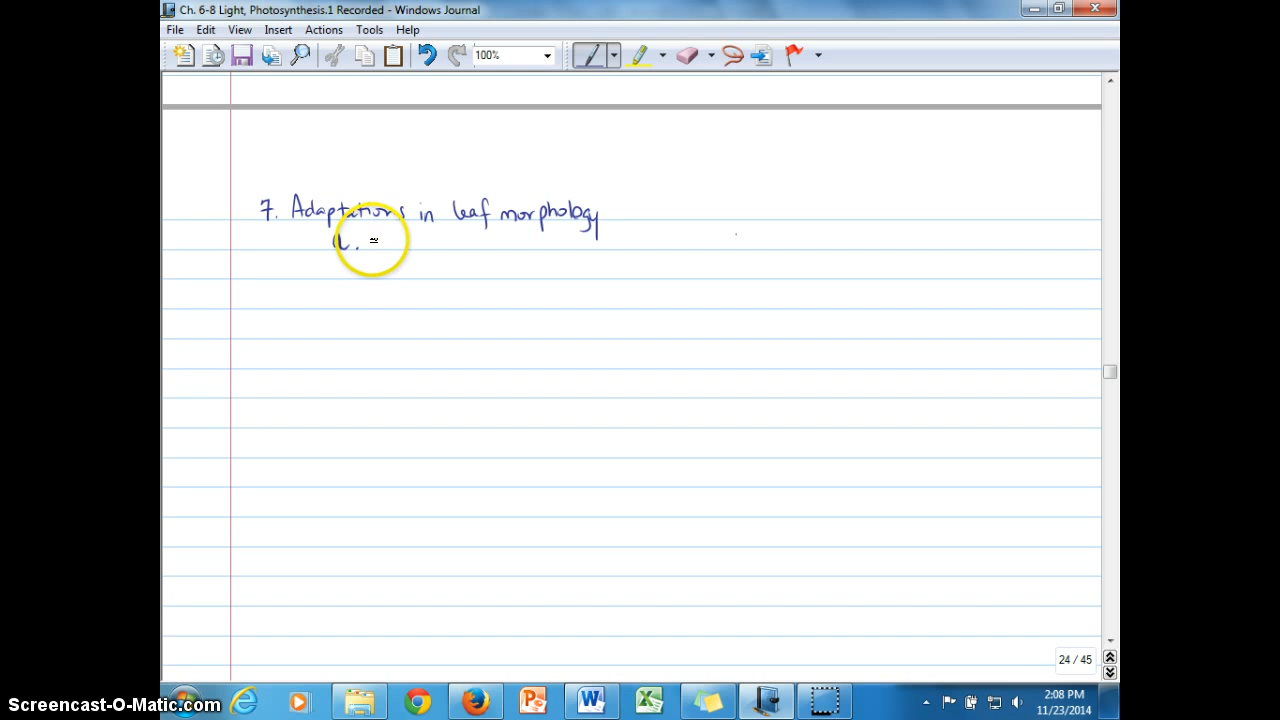 Ch. 6-8 Light, Photosynthesis.1 Recorded - Windows Journal
File Edit View Insert Actions Tools Help
100%
7. Adaptations in leaf morphology
a.
24 / 45
2:08 PM
11/23/2014
Screencast-O-Matic.com